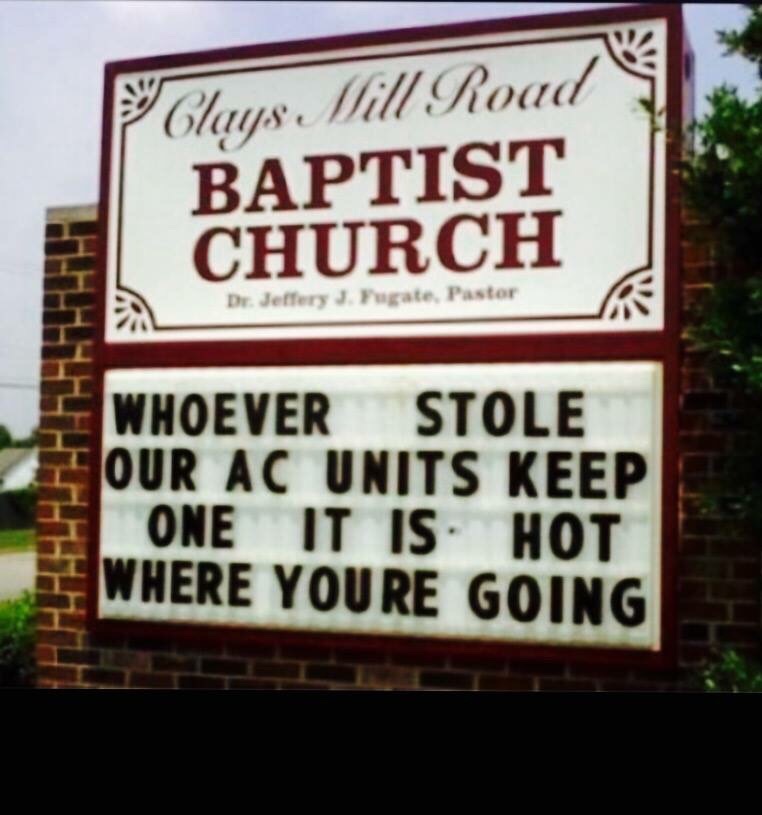 Clays Mill Road
BAPTIST
CHURCH
Dr. Jeffery J. Fugate, Pastor
WHOEVER STOLE
OUR AC UNITS KEEP
ONE IT IS HOT
WHERE YOURE GOING